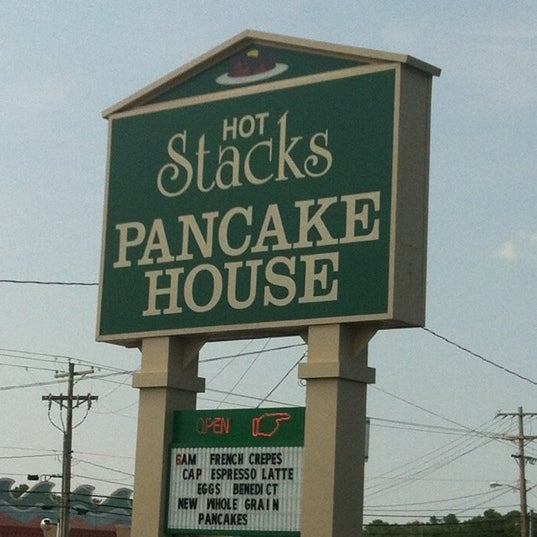 HOT
Stacks
PANCAKE
HOUSE
OPEN
6AM FRENCH CREPES
CAP ESPRESSO LATTE
EGGS BENEDICT
NEW WHOLE GRAIN
PANCAKES